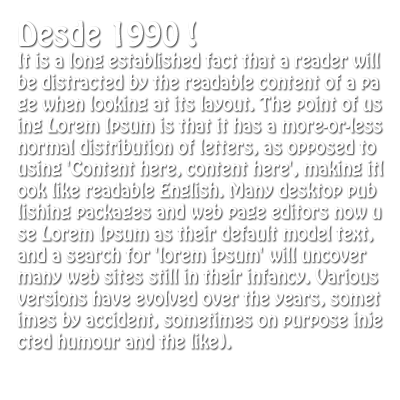 Desde 1990 !
It is a long established fact that a reader will
be distracted by the readable content of a pa
ge when looking at its layout. The point of us
ing Lorem Ipsum is that it has a more-or-less
normal distribution of letters, as opposed to
using 'Content here, content here', making itl
ook like readable English. Many desktop pub
lishing packages and web page editors now u
se Lorem Ipsum as their default model text,
and a search for 'lorem ipsum' will uncover
many web sites still in their infancy. Various
versions have evolved over the years, somet
imes by accident, sometimes on purpose inje
cted humour and the like).